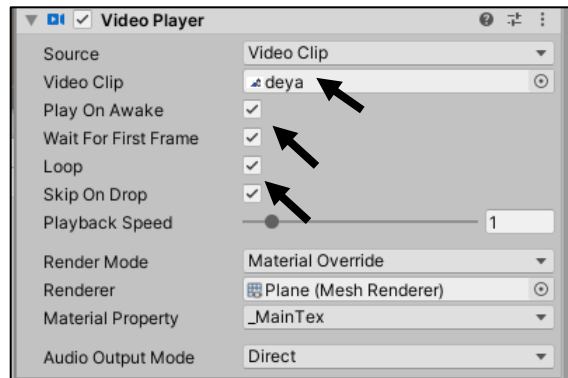 Video Player
Source Video Clip
Video Clip deya
Play On Awake
Wait For First Frame
Loop
Skip On Drop
Playback Speed 1
Render Mode Material Override
Renderer Plane (Mesh Renderer)
Material Property _MainTex
Audio Output Mode Direct